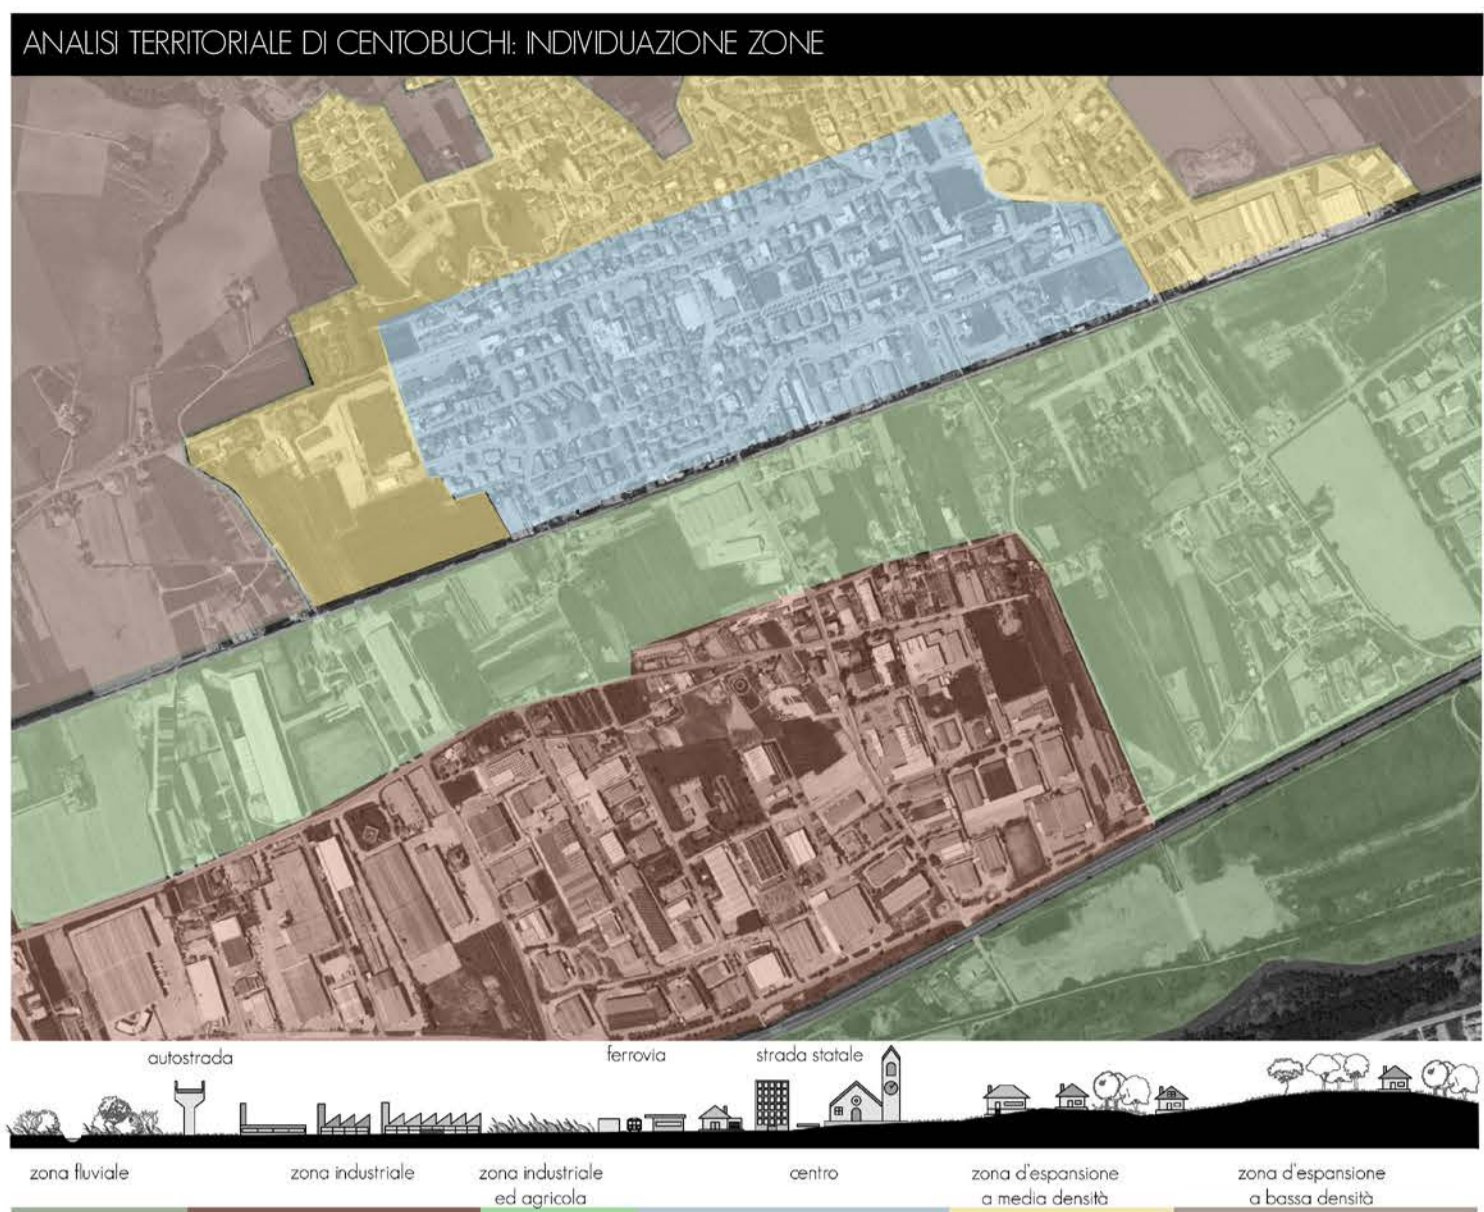 ANALISI TERRITORIALE DI CENTOBUCHI: INDIVIDUAZIONE ZONE
autostrada
ferrovia
strada statale
zona fluviale
zona industriale
zona industriale
ed agricola
centro
zona d'espansione
a media densità
zona d'espansione
a bassa densità